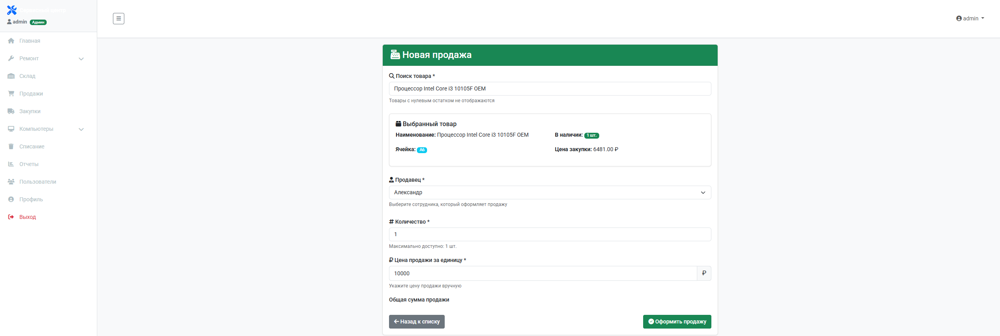 Сервисный центр
admin Админ
admin
Главная
Ремонт
Склад
Продажи
Закупки
Компьютеры
Списание
Отчеты
Пользователи
Профиль
Выход
Новая продажа
Поиск товара *
Процессор Intel Core i3 10105F OEM
Товары с нулевым остатком не отображаются
Выбранный товар
Наименование: Процессор Intel Core i3 10105F OEM
В наличии: 1 шт.
Ячейка: A6
Цена закупки: 6481.00 ₽
Продавец *
Александр
Выберите сотрудника, который оформляет продажу
# Количество *
1
Максимально доступно: 1 шт.
₽ Цена продажи за единицу *
10000 ₽
Укажите цену продажи вручную
Общая сумма продажи
Назад к списку
Оформить продажу